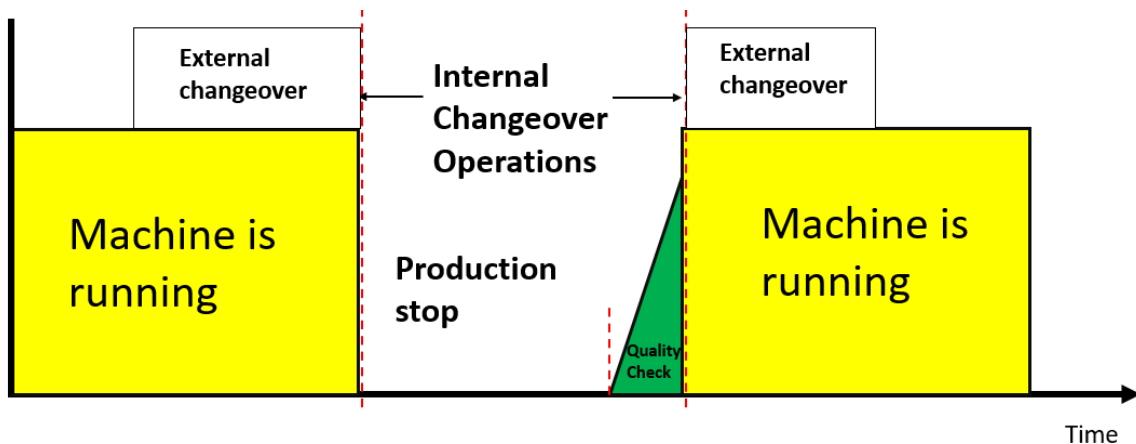 External
changeover
Internal
Changeover
Operations
External
changeover
Machine is
running
Production
stop
Quality
Check
Machine is
running
Time